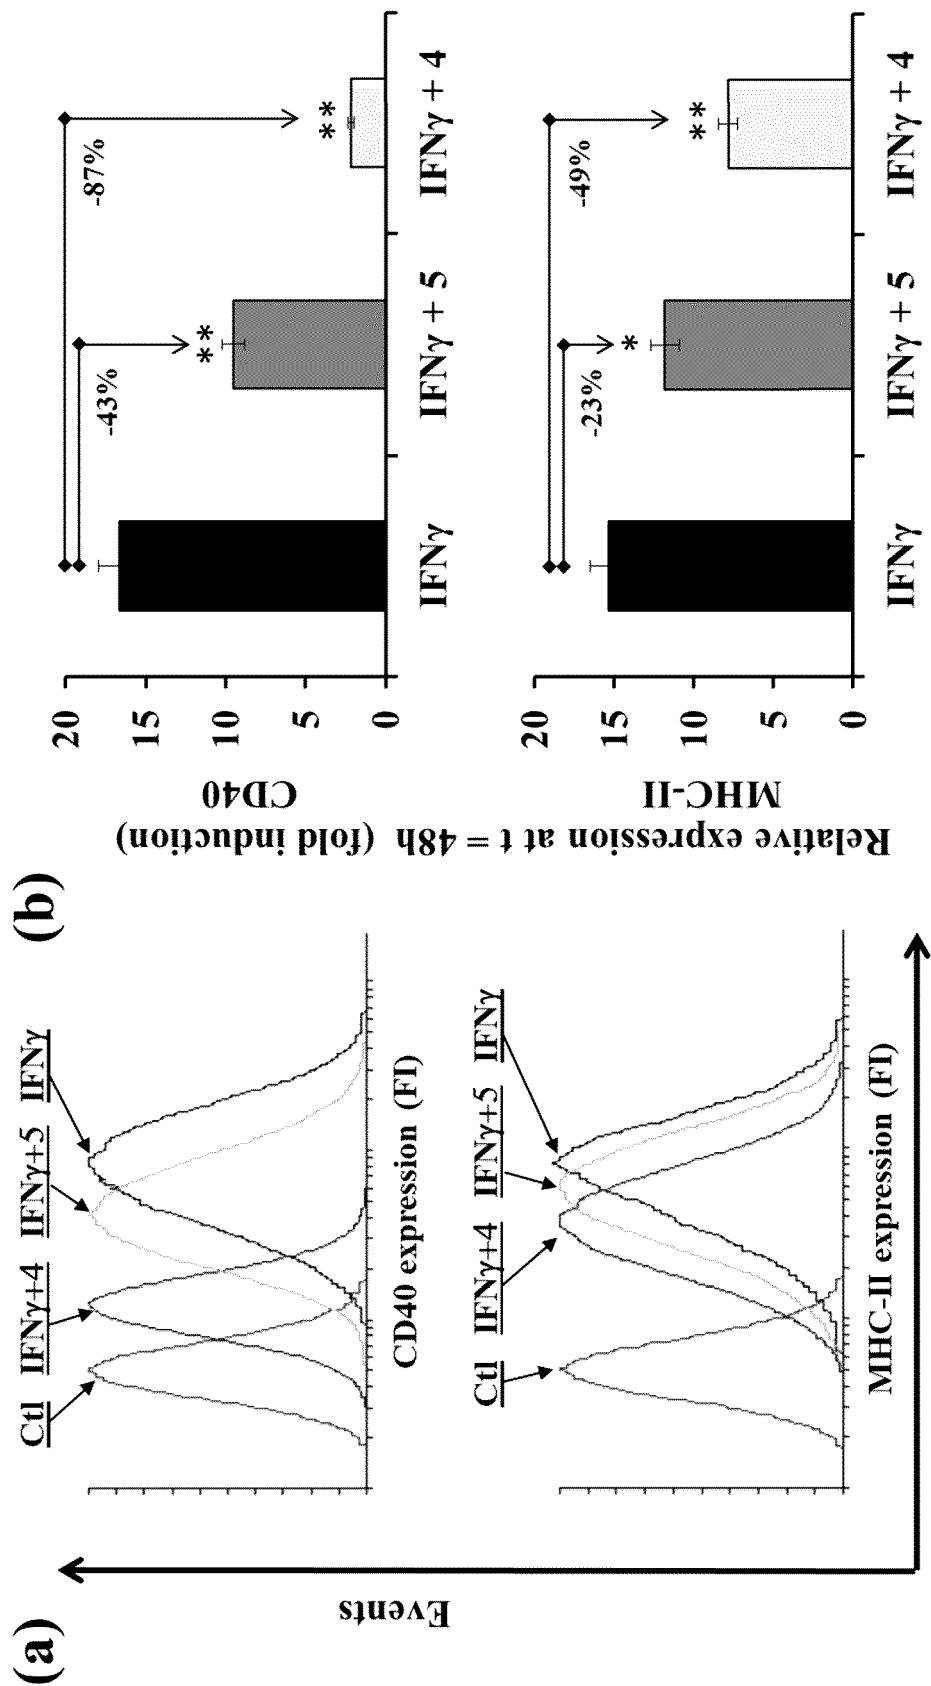 (a)
Events
Ctl
IFNγ+4
IFNγ+5
IFNγ
CD40 expression (FI)
Ctl
IFNγ+4
IFNγ+5
IFNγ
MHC-II expression (FI)
(b)
Relative expression at t = 48h (fold induction)
CD40
20
15
10
5
0
-43%
-87%
**
**
IFNγ
IFNγ + 5
IFNγ + 4
MHC-II
20
15
10
5
0
-23%
-49%
*
**
IFNγ
IFNγ + 5
IFNγ + 4